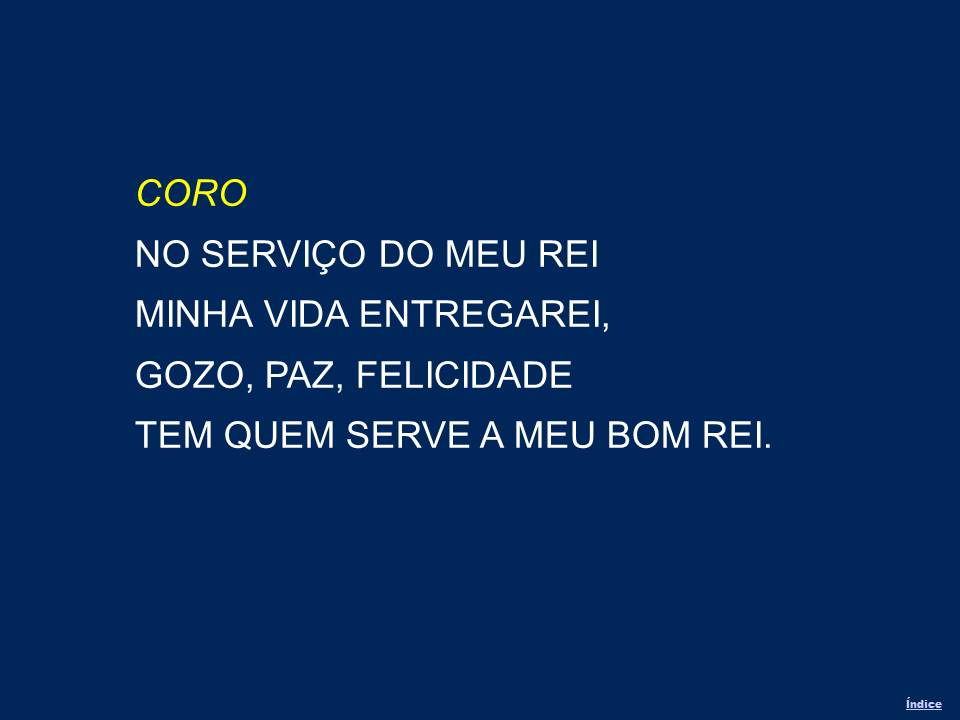 CORO
NO SERVIÇO DO MEU REI
MINHA VIDA ENTREGAREI,
GOZO, PAZ, FELICIDADE
TEM QUEM SERVE A MEU BOM REI.
Índice